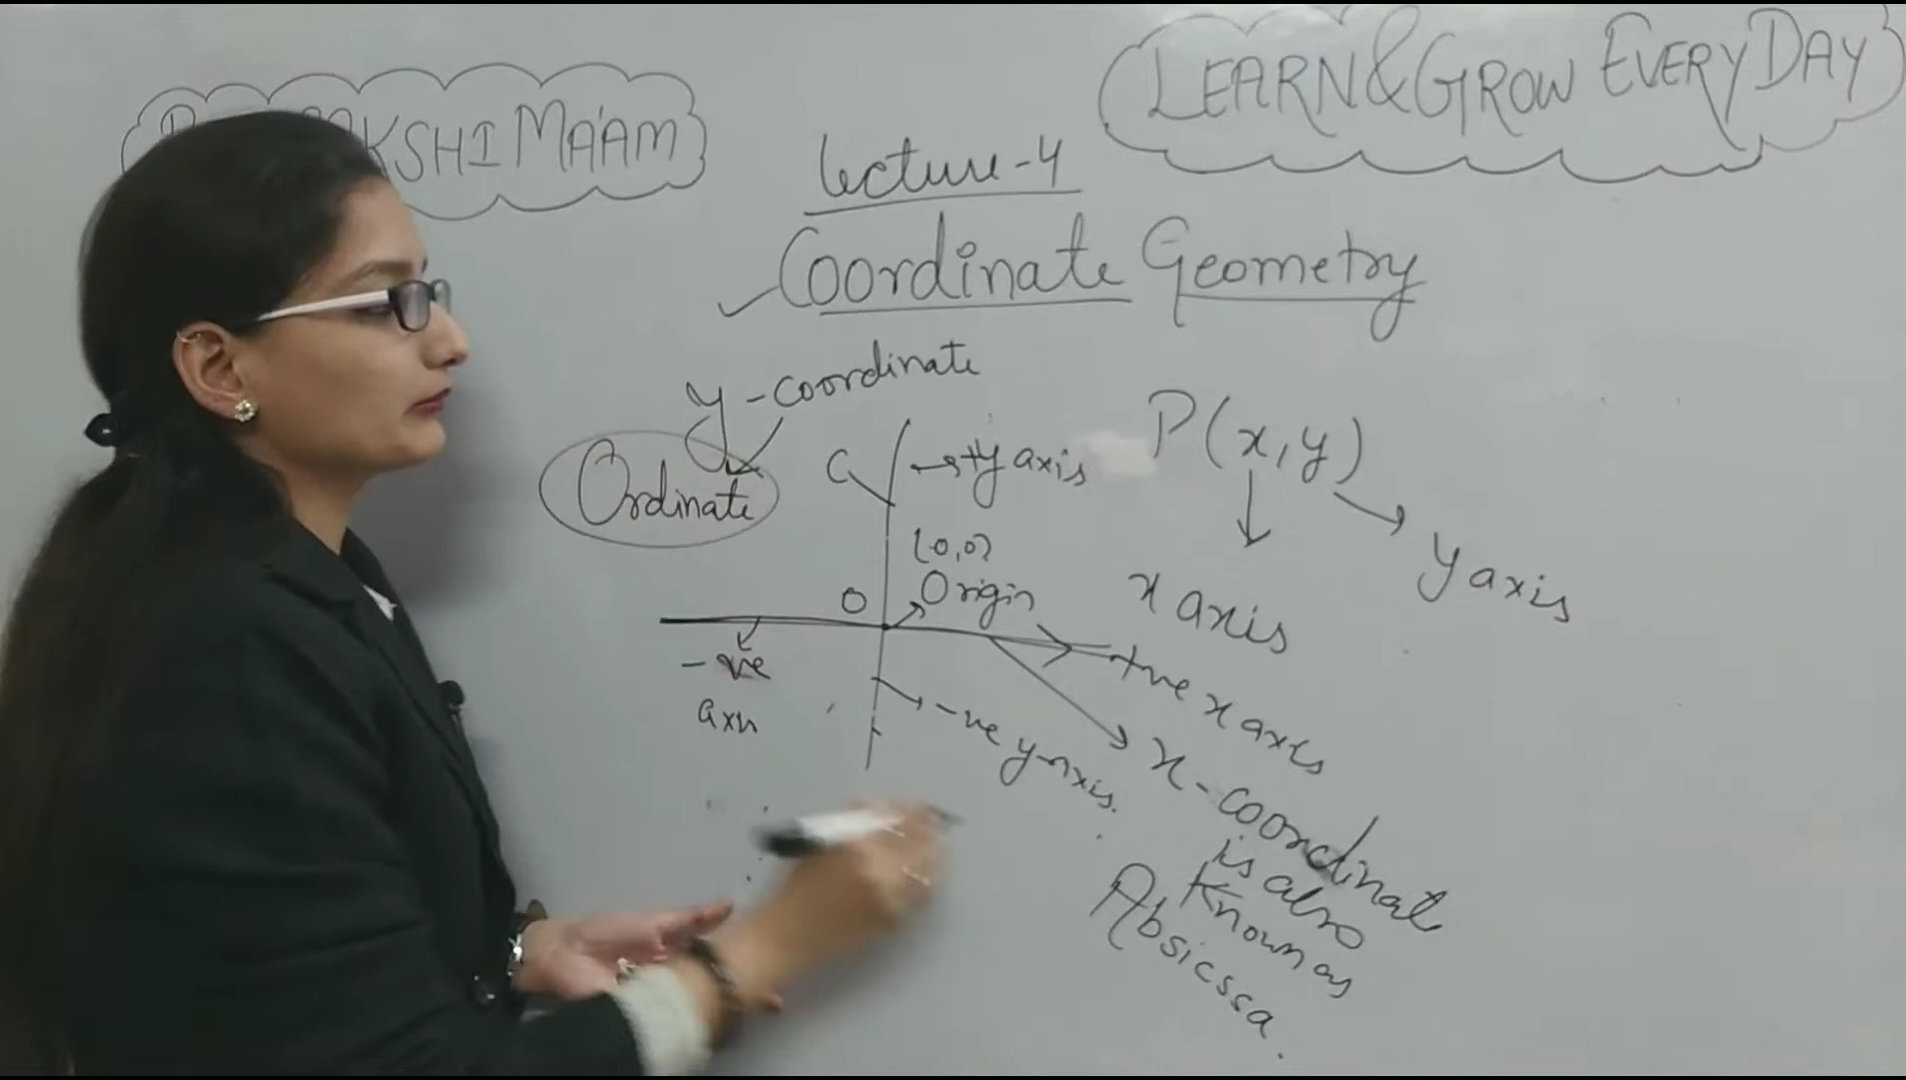 KSHI MA'AM
LEARN & GROW EVERY DAY
Lecture-4
Coordinate Geometry
y-coordinate
Ordinate
+y axis
P(x,y)
x axis
y axis
(0,0)
Origin
O
-ve
axis
+ve x axis
-ve y-axis.
x-coordinate
is also
Known as
Absicssa.